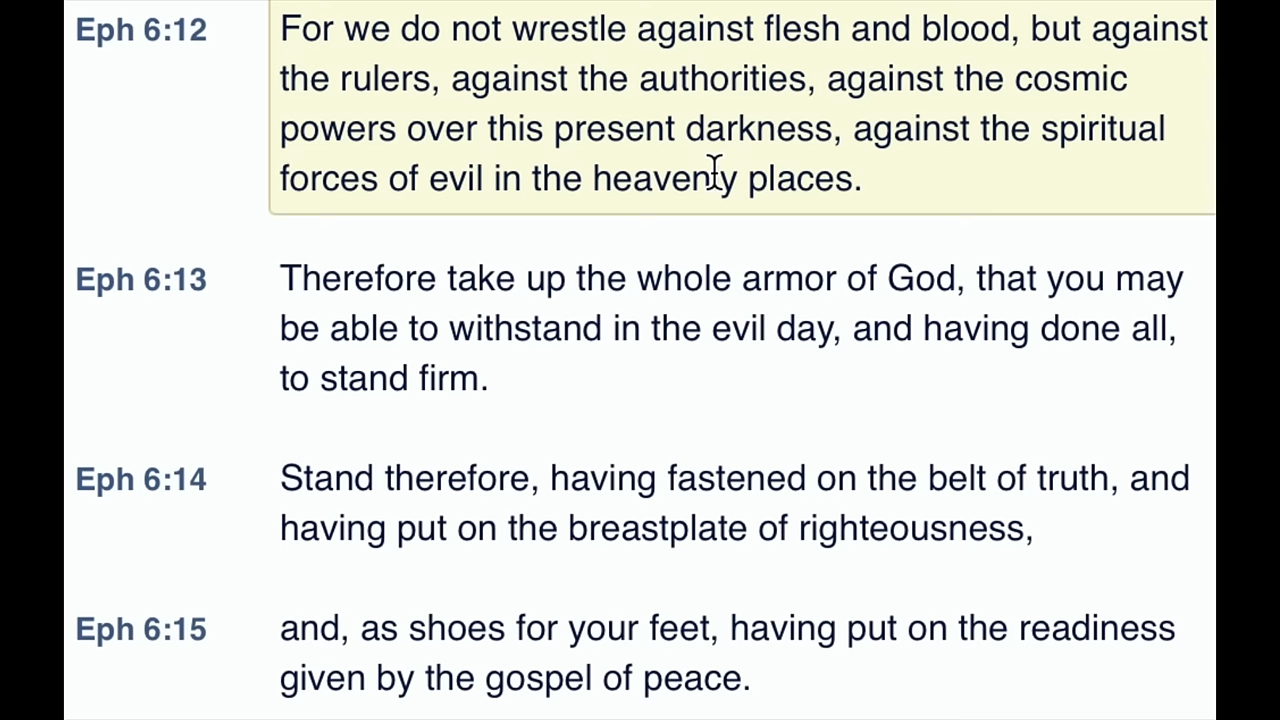 Eph 6:12 For we do not wrestle against flesh and blood, but against
the rulers, against the authorities, against the cosmic
powers over this present darkness, against the spiritual
forces of evil in the heavenly places.
Eph 6:13 Therefore take up the whole armor of God, that you may
be able to withstand in the evil day, and having done all,
to stand firm.
Eph 6:14 Stand therefore, having fastened on the belt of truth, and
having put on the breastplate of righteousness,
Eph 6:15 and, as shoes for your feet, having put on the readiness
given by the gospel of peace.